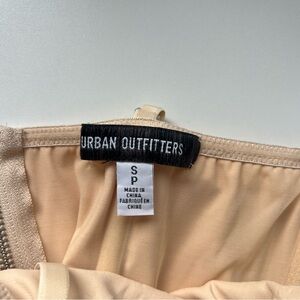 URBAN OUTFITTERS
S
P
MADE IN
CHINA
FABRIQUÉ EN
CHINE